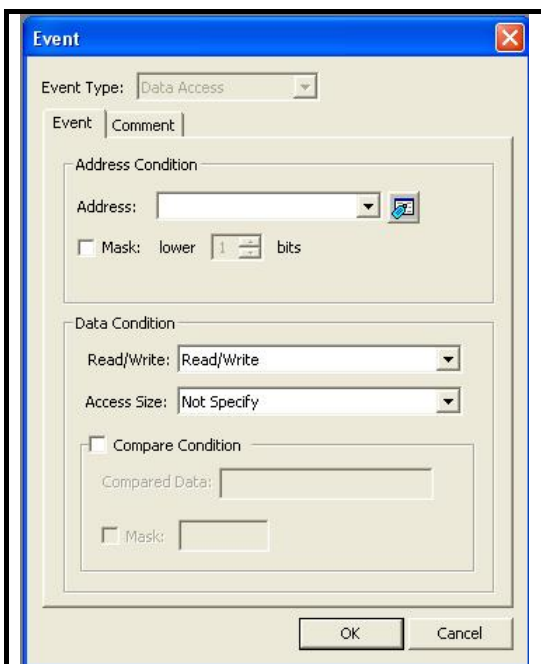 Event
Event Type: Data Access
Event Comment
Address Condition
Address:
Mask: lower 1 bits
Data Condition
Read/Write: Read/Write
Access Size: Not Specify
Compare Condition
Compared Data:
Mask:
OK Cancel